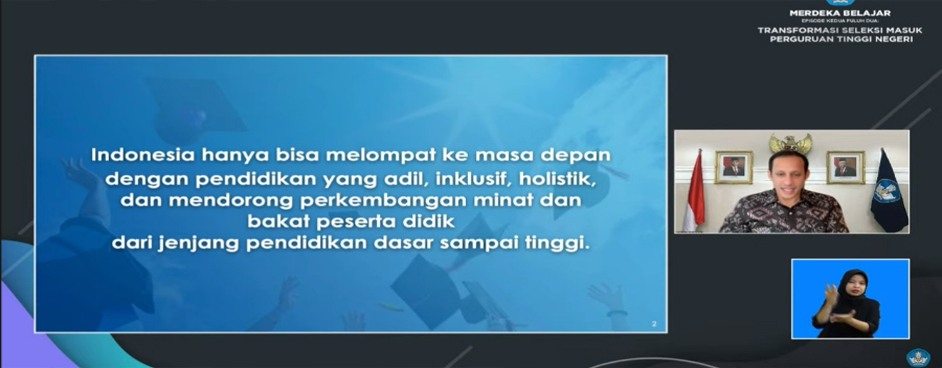 MERDEKA BELAJAR
EPISODE KEDUA PULUH DUA:
TRANSFORMASI SELEKSI MASUK
PERGURUAN TINGGI NEGERI
Indonesia hanya bisa melompat ke masa depan
dengan pendidikan yang adil, inklusif, holistik,
dan mendorong perkembangan minat dan
bakat peserta didik
dari jenjang pendidikan dasar sampai tinggi.
2